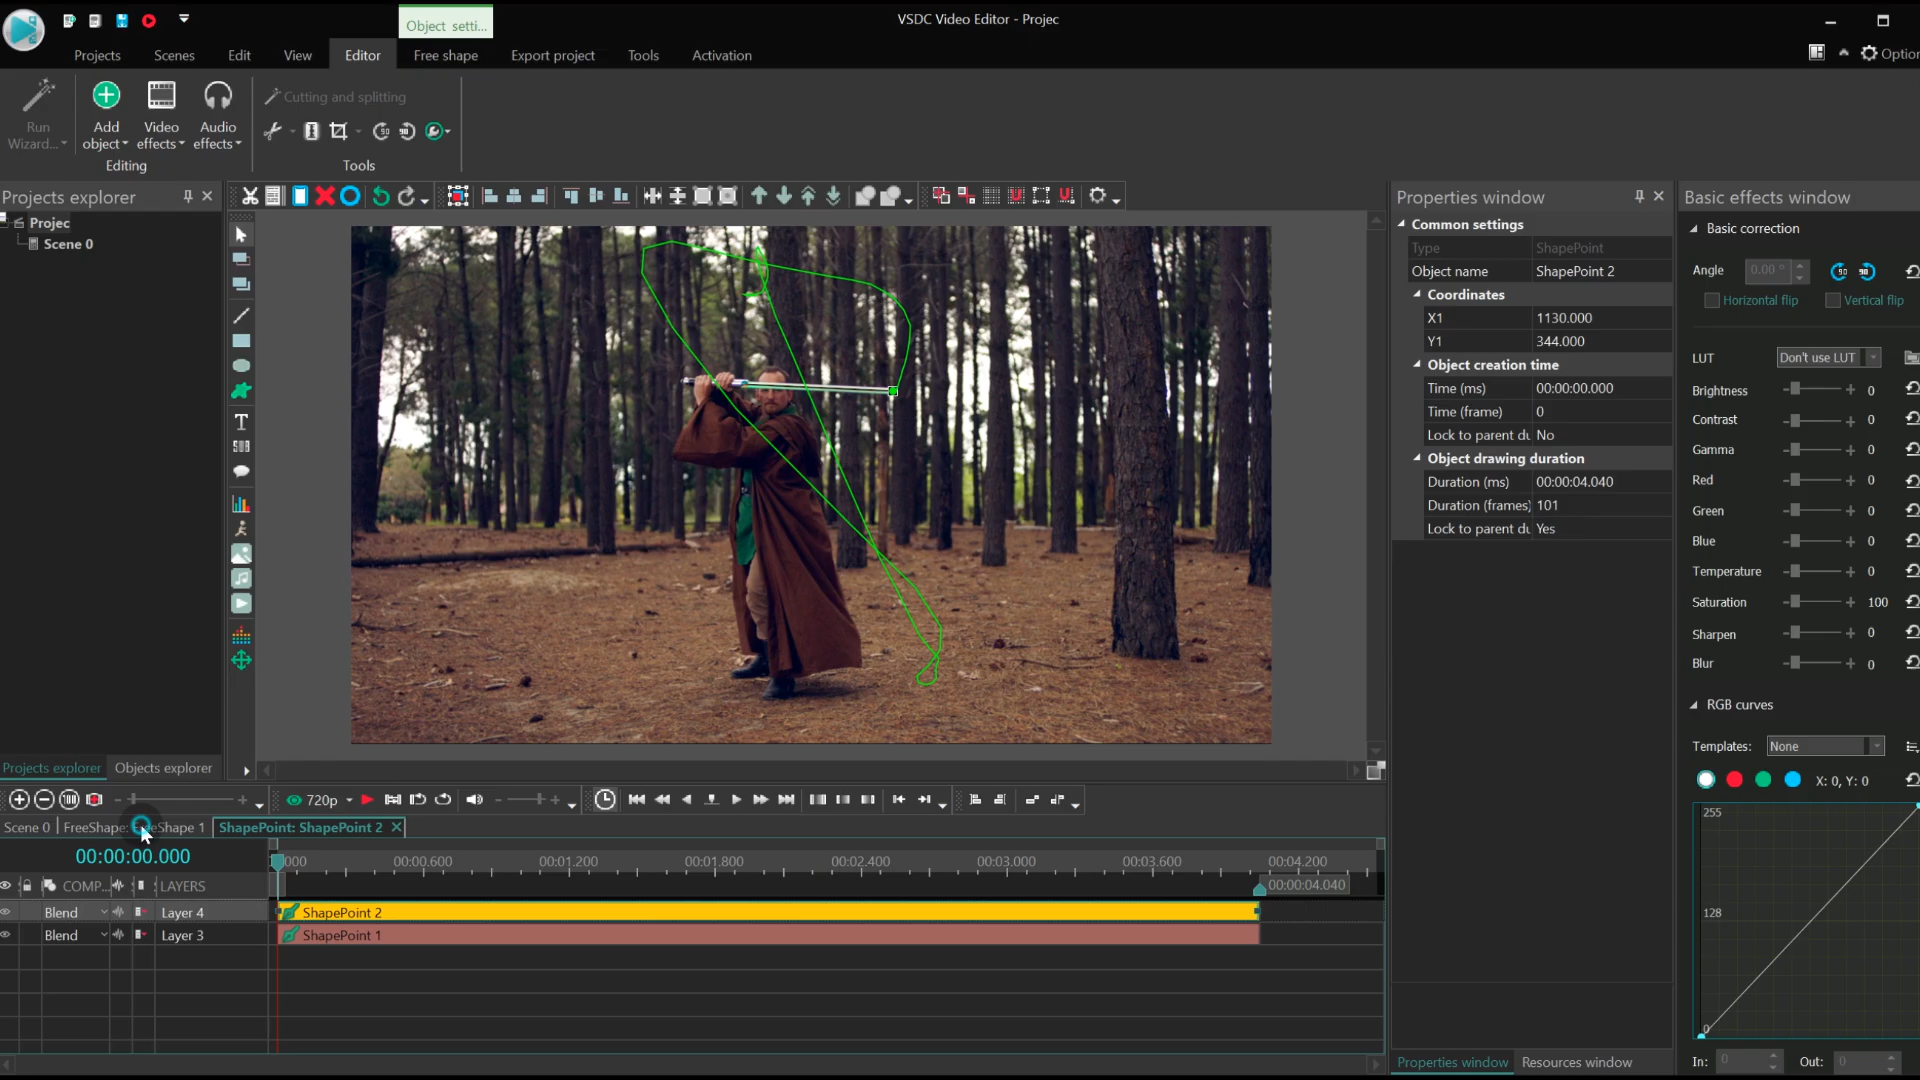 Object setti...
VSDC Video Editor - Projec
Projects
Scenes
Edit
View
Editor
Free shape
Export project
Tools
Activation
Option
Run
Wizard...
Add
object
Video
effects
Audio
effects
Editing
Cutting and splitting
Tools
Projects explorer
Projec
Scene 0
Projects explorer
Objects explorer
Properties window
Common settings
Type ShapePoint
Object name ShapePoint 2
Coordinates
X1 1130.000
Y1 344.000
Object creation time
Time (ms) 00:00:00.000
Time (frame) 0
Lock to parent du No
Object drawing duration
Duration (ms) 00:00:04.040
Duration (frames) 101
Lock to parent du Yes
Properties window
Resources window
Basic effects window
Basic correction
Angle 0.00 °
90 90
Horizontal flip
Vertical flip
LUT Don't use LUT
Brightness 0
Contrast 0
Gamma 0
Red 0
Green 0
Blue 0
Temperature 0
Saturation 100
Sharpen 0
Blur 0
RGB curves
Templates: None
X: 0, Y: 0
255
128
0
In: 0
Out: 0
720p
Scene 0
FreeShape: FreeShape 1
ShapePoint: ShapePoint 2
00:00:00.000
000
00:00.600
00:01.200
00:01.800
00:02.400
00:03.000
00:03.600
00:04.200
00:00:04.040
COMP...
LAYERS
Blend
Layer 4
ShapePoint 2
Blend
Layer 3
ShapePoint 1